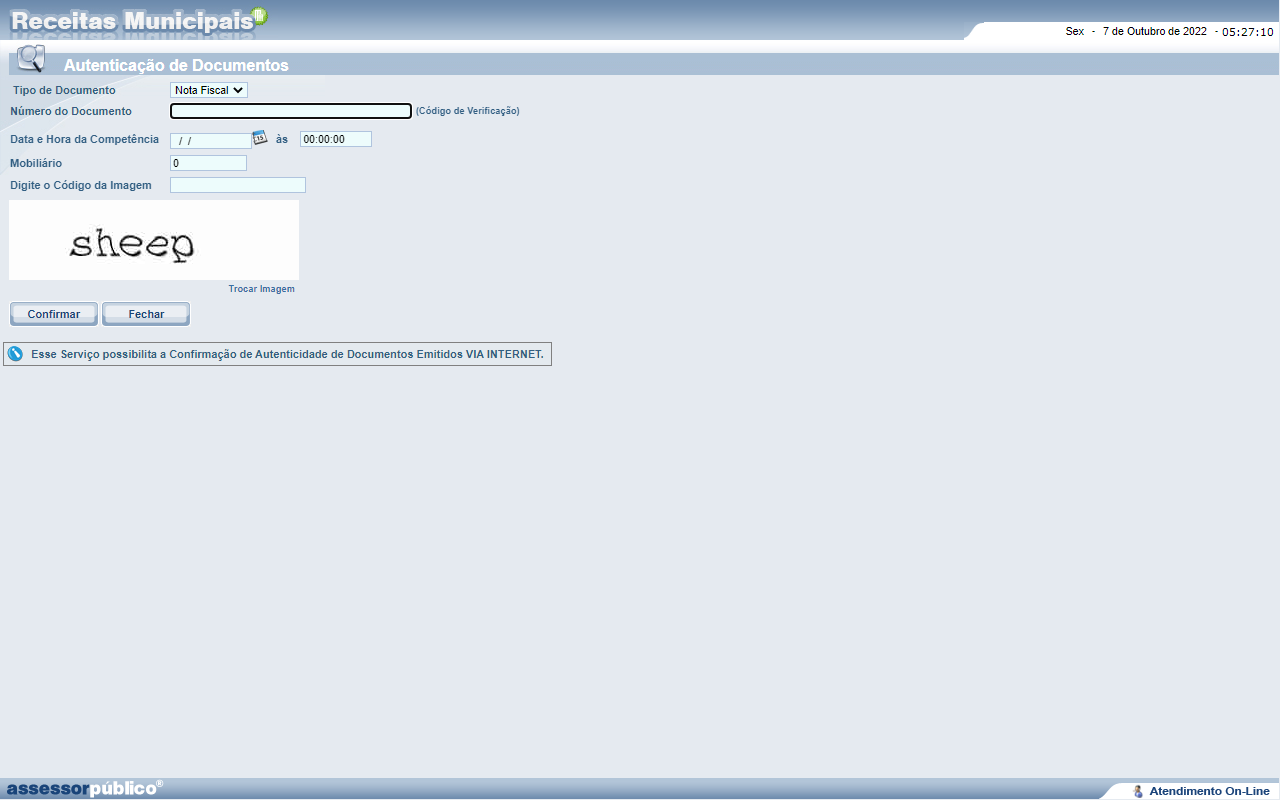 Receitas Municipais
Sex - 7 de Outubro de 2022 - 05:27:10
Autenticação de Documentos
Tipo de Documento Nota Fiscal
Número do Documento (Código de Verificação)
Data e Hora da Competência / / 15 às 00:00:00
Mobiliário 0
Digite o Código da Imagem
sheep
Trocar Imagem
Confirmar Fechar
Esse Serviço possibilita a Confirmação de Autenticidade de Documentos Emitidos VIA INTERNET.
assessorpúblico® Atendimento On-Line